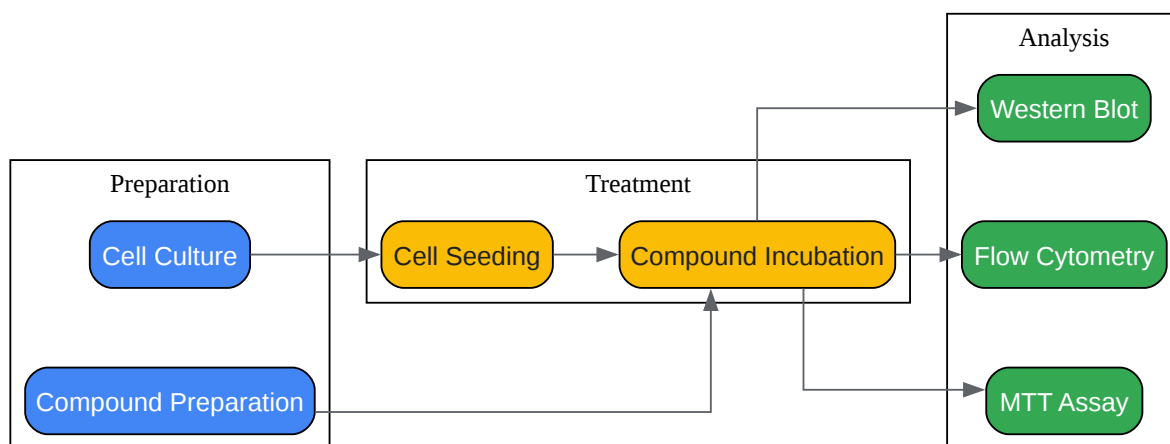 Preparation
Cell Culture
Compound Preparation
Treatment
Cell Seeding
Compound Incubation
Analysis
Western Blot
Flow Cytometry
MTT Assay